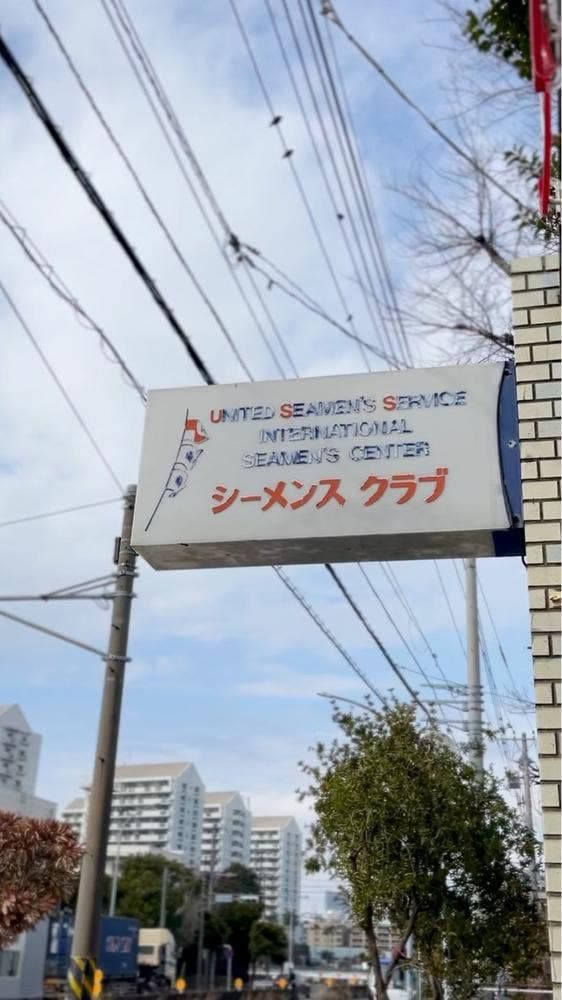 UNITED SEAMEN'S SERVICE
INTERNATIONAL
SEAMEN'S CENTER
シーメンス クラブ